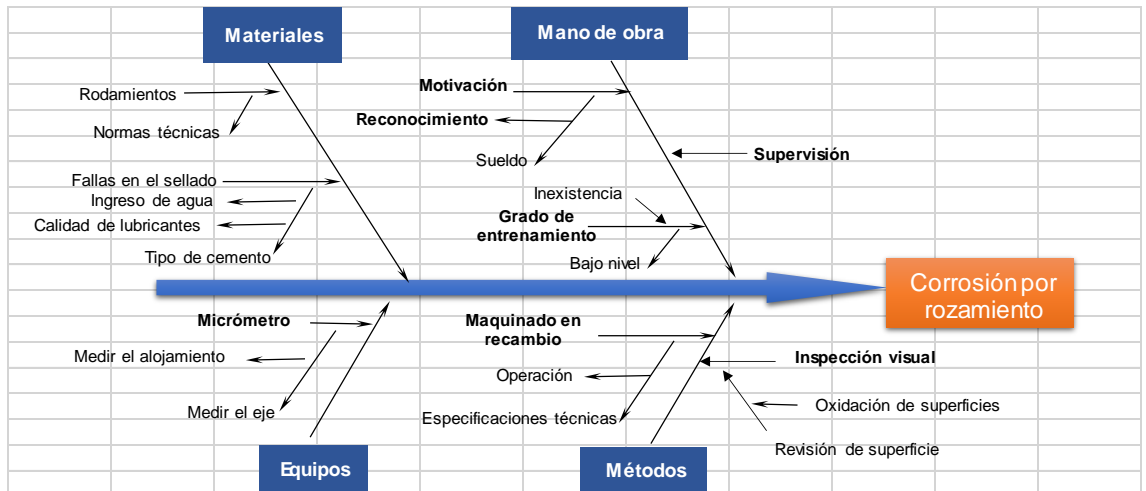 Materiales
Mano de obra
Rodamientos
Normas técnicas
Fallas en el sellado
Ingreso de agua
Calidad de lubricantes
Tipo de cemento
Motivación
Reconocimiento
Sueldo
Supervisión
Inexistencia
Grado de
entrenamiento
Bajo nivel
Corrosión por
rozamiento
Micrómetro
Medir el alojamiento
Medir el eje
Maquinado en
recambio
Operación
Especificaciones técnicas
Inspección visual
Oxidación de superficies
Revisión de superficie
Equipos
Métodos